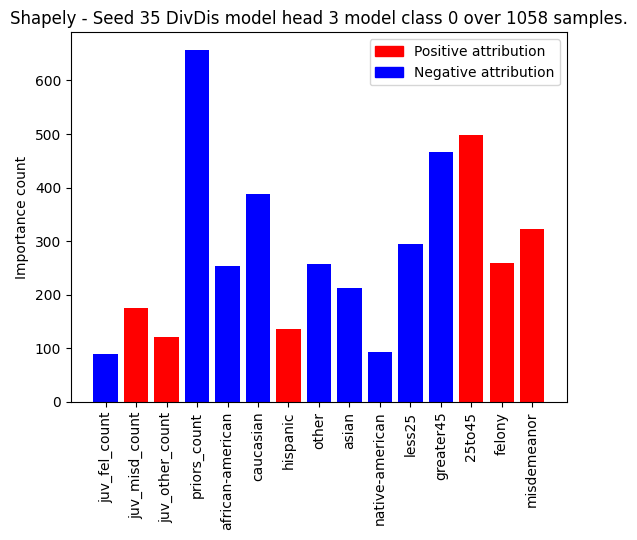 Shapely - Seed 35 DivDis model head 3 model class 0 over 1058 samples.
Positive attribution
Negative attribution
Importance count
600
500
400
300
200
100
0
juv_fel_count
juv_misd_count
juv_other_count
priors_count
african-american
caucasian
hispanic
other
asian
native-american
less25
greater45
25to45
felony
misdemeanor